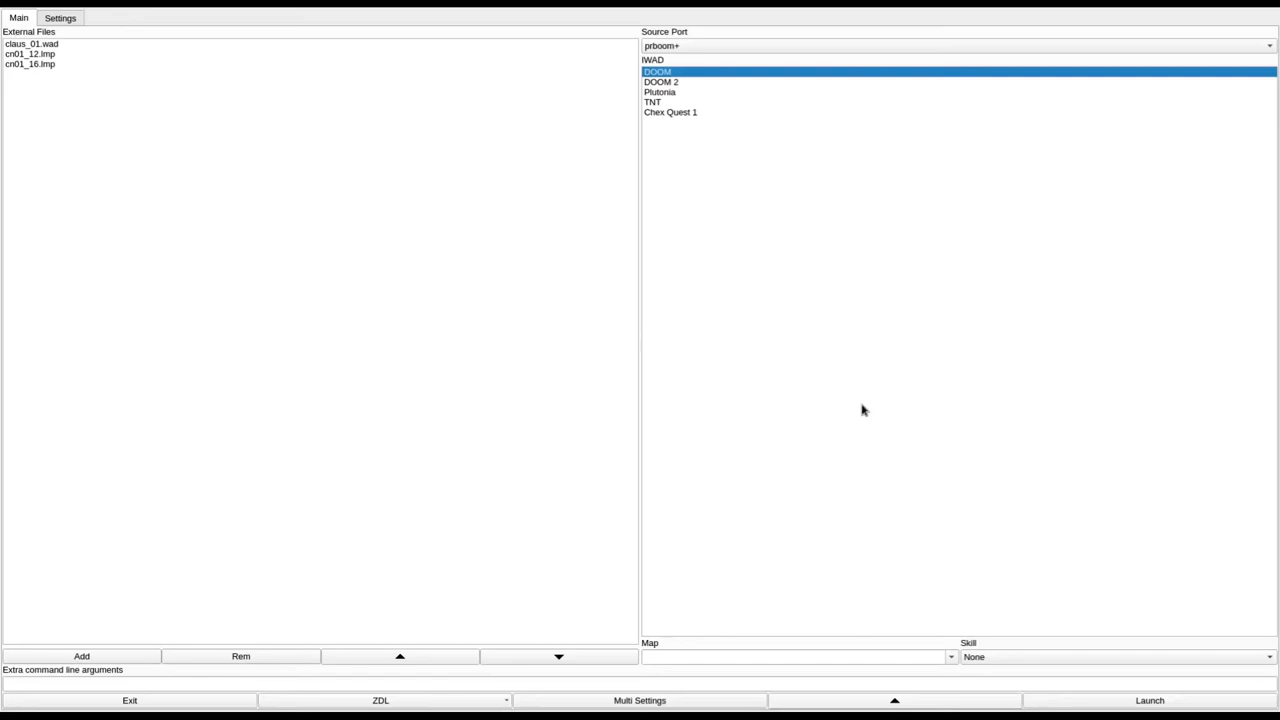 Main
Settings
External Files
claus_01.wad
cn01_12.lmp
cn01_16.lmp
Source Port
prboom+
IWAD
DOOM
DOOM 2
Plutonia
TNT
Chex Quest 1
Map
Skill
None
Add
Rem
Extra command line arguments
Exit
ZDL
Multi Settings
Launch